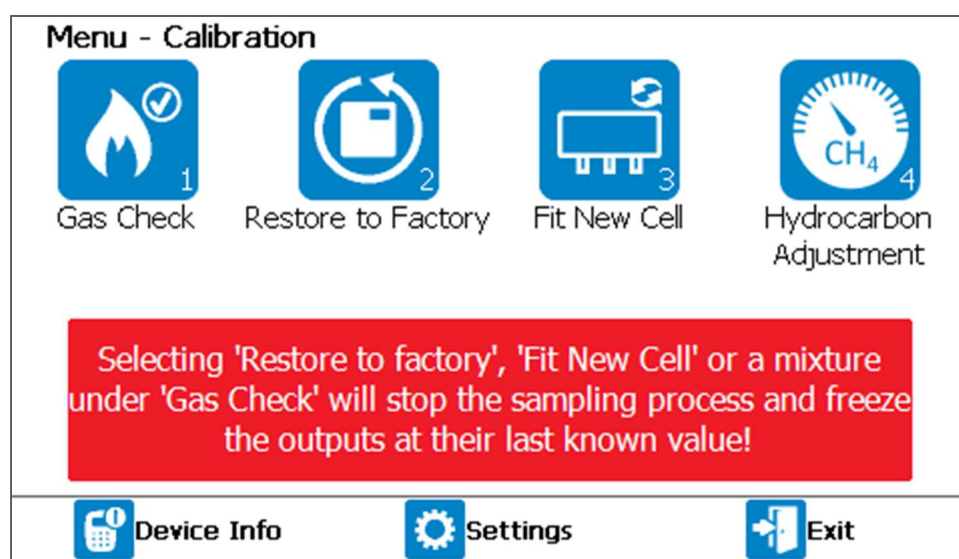 Menu - Calibration
1
2
3
CH₄
4
Gas Check
Restore to Factory
Fit New Cell
Hydrocarbon
Adjustment
Selecting 'Restore to factory', 'Fit New Cell' or a mixture
under 'Gas Check' will stop the sampling process and freeze
the outputs at their last known value!
Device Info
Settings
Exit